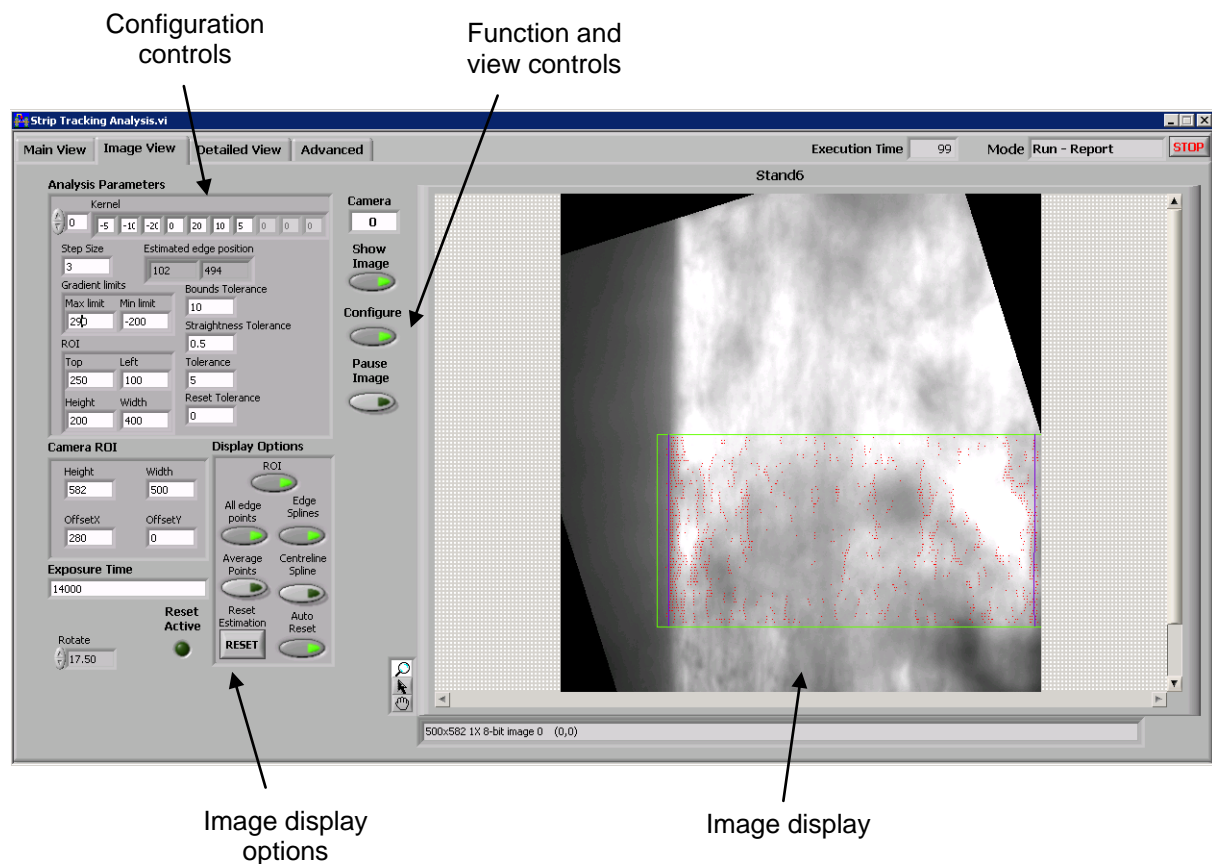 Configuration
controls
Function and
view controls
Strip Tracking Analysis.vi
Main View Image View Detailed View Advanced Execution Time 99 Mode Run - Report STOP
Stand6
Analysis Parameters
Kernel
0 -5 -10 -20 0 20 10 5 0 0 0
Step Size Estimated edge position
3 102 494
Gradient limits
Max limit Min limit
290 -200
Bounds Tolerance
10
Straightness Tolerance
0.5
ROI
Top Left
250 100
Height Width
200 400
Tolerance
5
Reset Tolerance
0
Camera
0
Show
Image
Configure
Pause
Image
Camera ROI
Height Width
582 500
OffsetX OffsetY
280 0
Exposure Time
14000
Reset
Active
Rotate
17.50
Display Options
ROI
All edge
points
Edge
Splines
Average
Points
Centreline
Spline
Reset
Estimation
RESET
Auto
Reset
500x582 1X 8-bit image 0 (0,0)
Image display
options
Image display